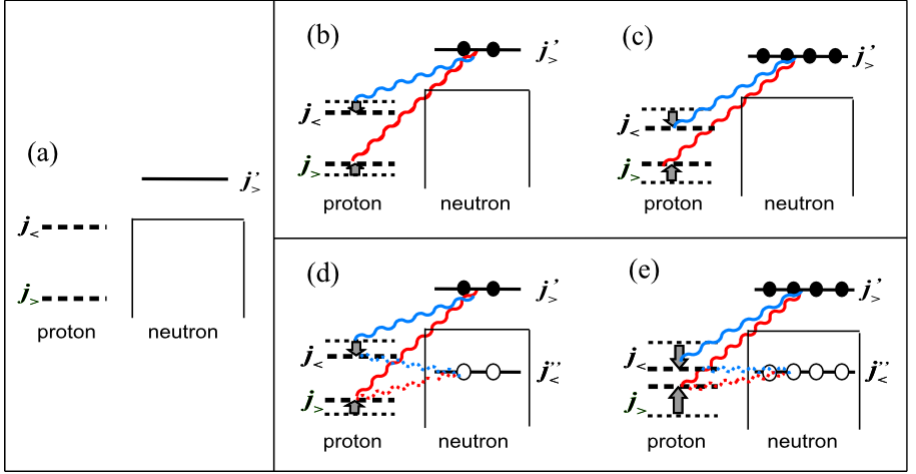 (a)
j'>
j<
j>
proton neutron
(b)
j'>
j<
j>
proton neutron
(c)
j'>
j<
j>
proton neutron
(d)
j'>
j<
j''<
j>
proton neutron
(e)
j'>
j<
j''<
j>
proton neutron